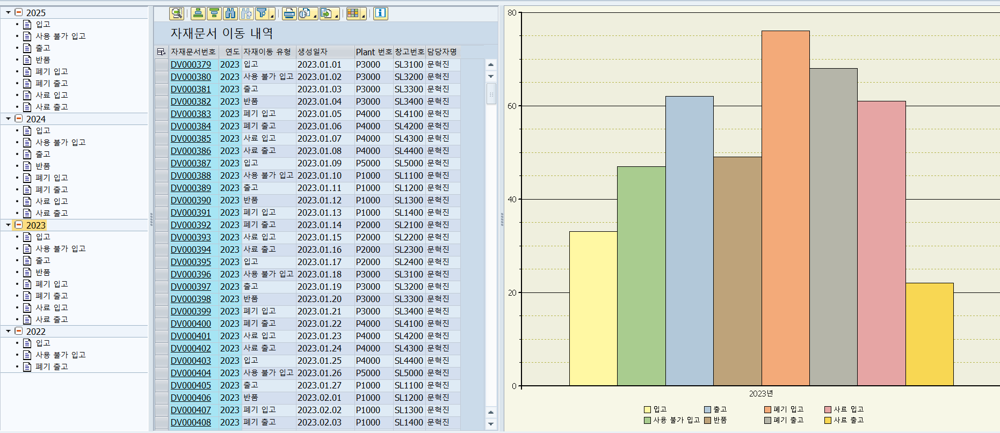 2025
입고
사용 불가 입고
출고
반품
폐기 입고
폐기 출고
사료 입고
사료 출고
2024
입고
사용 불가 입고
출고
반품
폐기 입고
폐기 출고
사료 입고
사료 출고
2023
입고
사용 불가 입고
출고
반품
폐기 입고
폐기 출고
사료 입고
사료 출고
2022
입고
사용 불가 입고
폐기 출고
자재문서 이동 내역
자재문서번호 연도 자재이동 유형 생성일자 Plant 번호 창고번호 담당자명
DV000379 2023 입고 2023.01.01 P3000 SL3100 문혁진
DV000380 2023 사용 불가 입고 2023.01.02 P3000 SL3200 문혁진
DV000381 2023 출고 2023.01.03 P3000 SL3300 문혁진
DV000382 2023 반품 2023.01.04 P3000 SL3400 문혁진
DV000383 2023 폐기 입고 2023.01.05 P4000 SL4100 문혁진
DV000384 2023 폐기 출고 2023.01.06 P4000 SL4200 문혁진
DV000385 2023 사료 입고 2023.01.07 P4000 SL4300 문혁진
DV000386 2023 사료 출고 2023.01.08 P4000 SL4400 문혁진
DV000387 2023 입고 2023.01.09 P5000 SL5000 문혁진
DV000388 2023 사용 불가 입고 2023.01.10 P1000 SL1100 문혁진
DV000389 2023 출고 2023.01.11 P1000 SL1200 문혁진
DV000390 2023 반품 2023.01.12 P1000 SL1300 문혁진
DV000391 2023 폐기 입고 2023.01.13 P1000 SL1400 문혁진
DV000392 2023 폐기 출고 2023.01.14 P2000 SL2100 문혁진
DV000393 2023 사료 입고 2023.01.15 P2000 SL2200 문혁진
DV000394 2023 사료 출고 2023.01.16 P2000 SL2300 문혁진
DV000395 2023 입고 2023.01.17 P2000 SL2400 문혁진
DV000396 2023 사용 불가 입고 2023.01.18 P3000 SL3100 문혁진
DV000397 2023 출고 2023.01.19 P3000 SL3200 문혁진
DV000398 2023 반품 2023.01.20 P3000 SL3300 문혁진
DV000399 2023 폐기 입고 2023.01.21 P3000 SL3400 문혁진
DV000400 2023 폐기 출고 2023.01.22 P4000 SL4100 문혁진
DV000401 2023 사료 입고 2023.01.23 P4000 SL4200 문혁진
DV000402 2023 사료 출고 2023.01.24 P4000 SL4300 문혁진
DV000403 2023 입고 2023.01.25 P4000 SL4400 문혁진
DV000404 2023 사용 불가 입고 2023.01.26 P5000 SL5000 문혁진
DV000405 2023 출고 2023.01.27 P1000 SL1100 문혁진
DV000406 2023 반품 2023.02.01 P1000 SL1200 문혁진
DV000407 2023 폐기 입고 2023.02.02 P1000 SL1300 문혁진
DV000408 2023 폐기 출고 2023.02.03 P1000 SL1400 문혁진
80
60
40
20
0
2023년
입고 출고 폐기 입고 사료 입고
사용 불가 입고 반품 폐기 출고 사료 출고